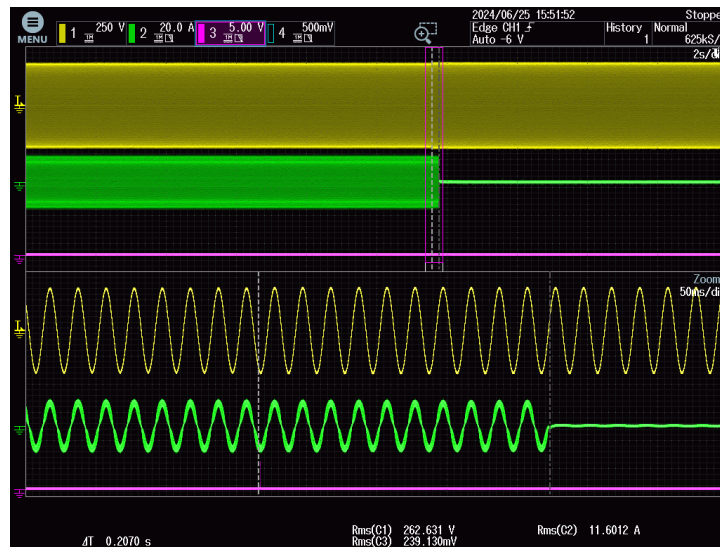 2024/06/25 15:51:52 Stoppe
MENU 1 250 V 2 20.0 A 3 5.00 V 4 500mV Edge CH1 History Normal
Auto -6 V 1 625kS/
2s/di
Zoom
50ms/di
Rms(C1) 262.631 V Rms(C2) 11.6012 A
ΔT 0.2070 s Rms(C3) 239.130mV